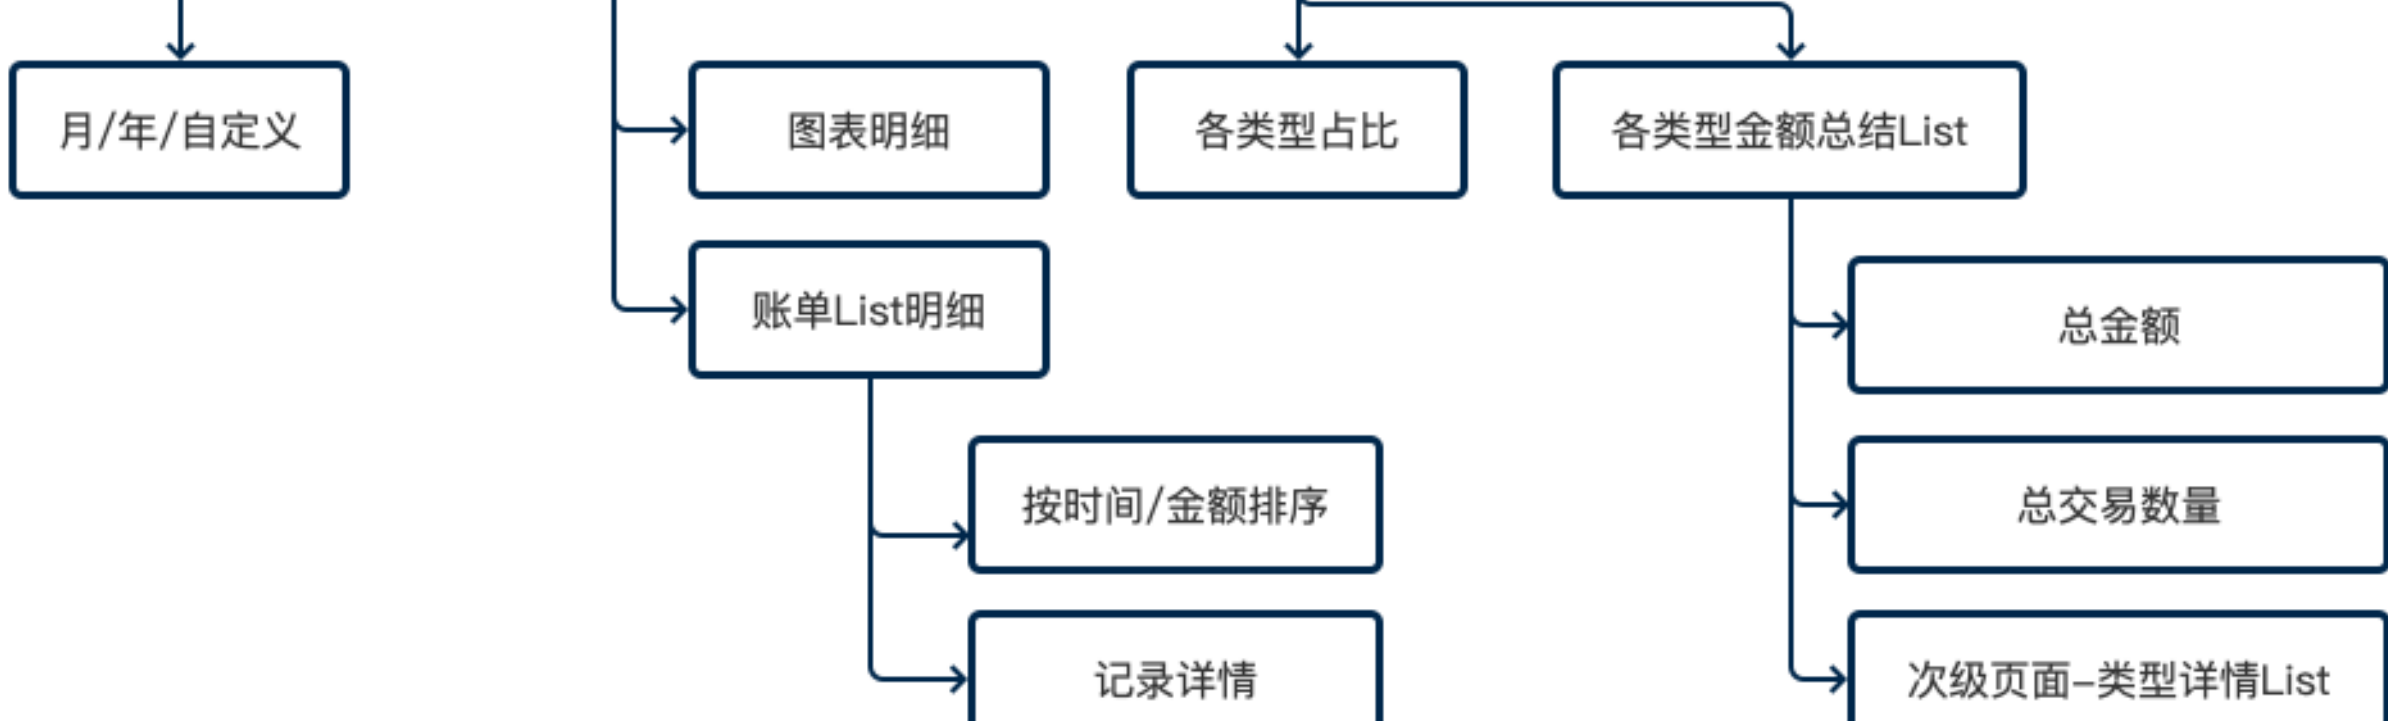 月/年/自定义
图表明细
各类型占比
各类型金额总结List
账单List明细
总金额
按时间/金额排序
总交易数量
记录详情
次级页面-类型详情List